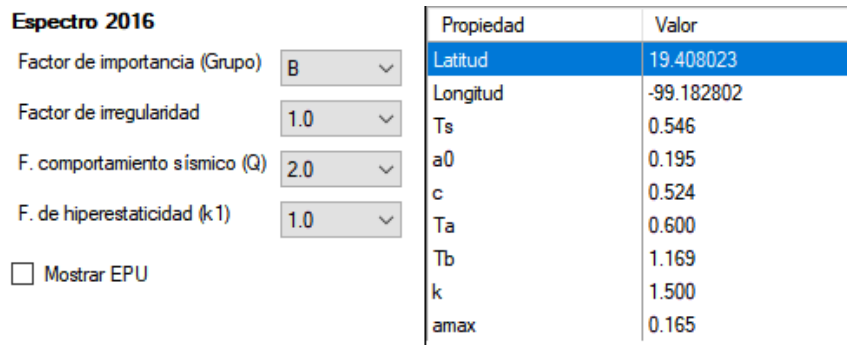 Espectro 2016
Factor de importancia (Grupo) B
Factor de irregularidad 1.0
F. comportamiento sísmico (Q) 2.0
F. de hiperestaticidad (k1) 1.0
Mostrar EPU
Propiedad Valor
Latitud 19.408023
Longitud -99.182802
Ts 0.546
a0 0.195
c 0.524
Ta 0.600
Tb 1.169
k 1.500
amax 0.165